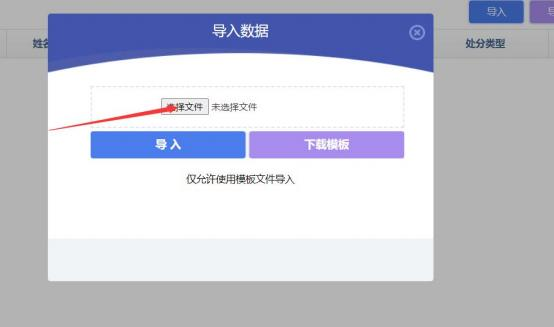 导入
导入数据
姓名
处分类型
选择文件 未选择文件
导 入
下载模板
仅允许使用模板文件导入